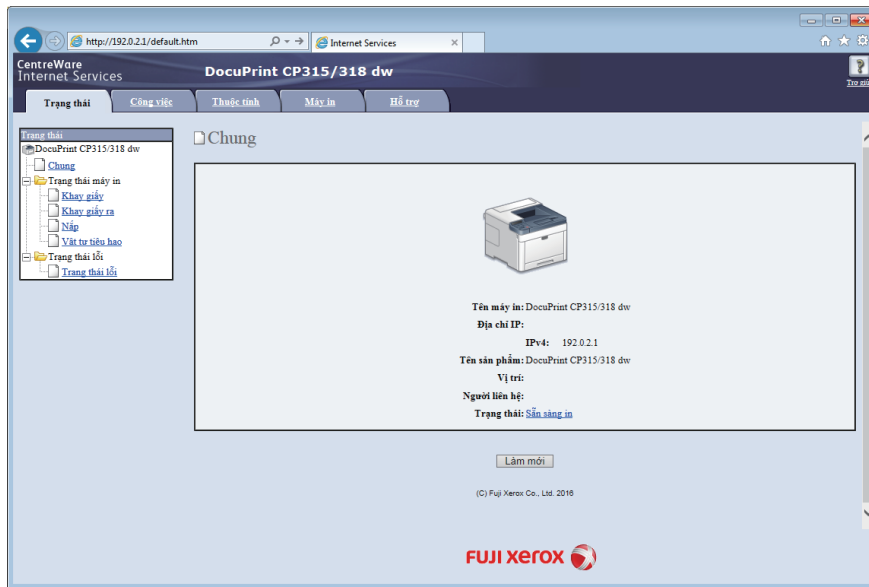 http://192.0.2.1/default.htm
Internet Services
CentreWare
Internet Services
DocuPrint CP315/318 dw
?
Trợ giú
Trạng thái
Công việc
Thuộc tính
Máy in
Hỗ trợ
Trạng thái
DocuPrint CP315/318 dw
Chung
Trạng thái máy in
Khay giấy
Khay giấy ra
Nắp
Vật tư tiêu hao
Trạng thái lỗi
Trạng thái lỗi
Chung
Tên máy in: DocuPrint CP315/318 dw
Địa chỉ IP:
IPv4: 192.0.2.1
Tên sản phẩm: DocuPrint CP315/318 dw
Vị trí:
Người liên hệ:
Trạng thái: Sẵn sàng in
Làm mới
(C) Fuji Xerox Co., Ltd. 2016
FUJI xerox